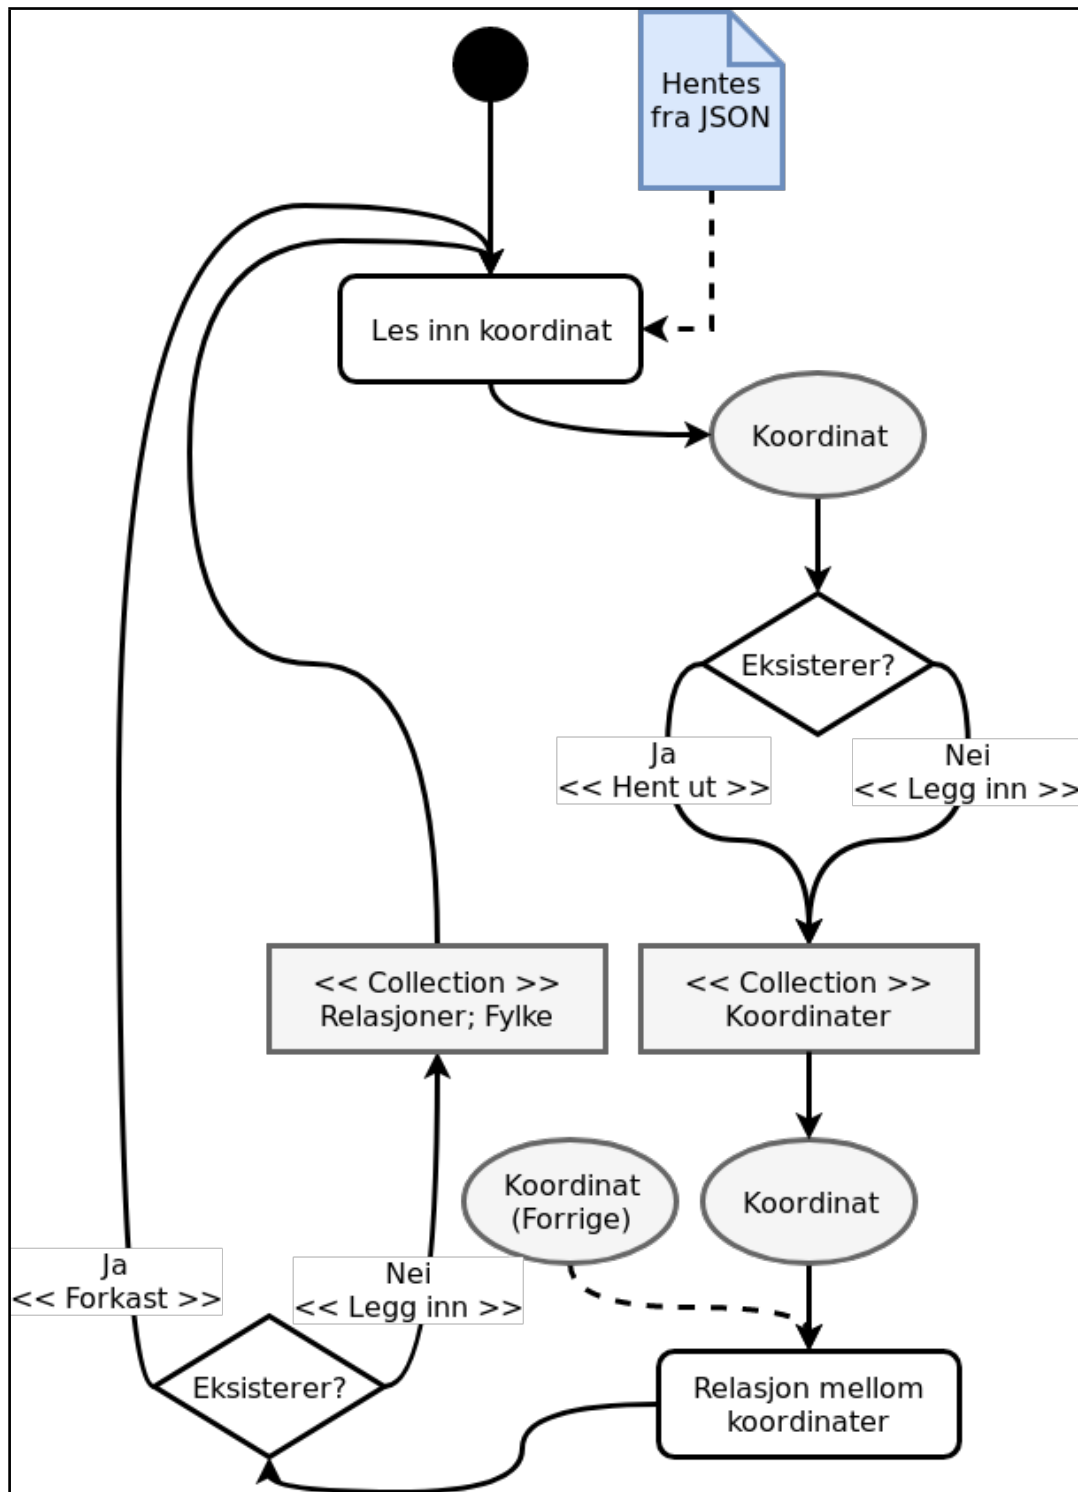 Hentes
fra JSON
Les inn koordinat
Koordinat
Eksisterer?
Ja
<< Hent ut >>
Nei
<< Legg inn >>
<< Collection >>
Relasjoner; Fylke
<< Collection >>
Koordinater
Koordinat
(Forrige)
Koordinat
Ja
<< Forkast >>
Nei
<< Legg inn >>
Eksisterer?
Relasjon mellom
koordinater